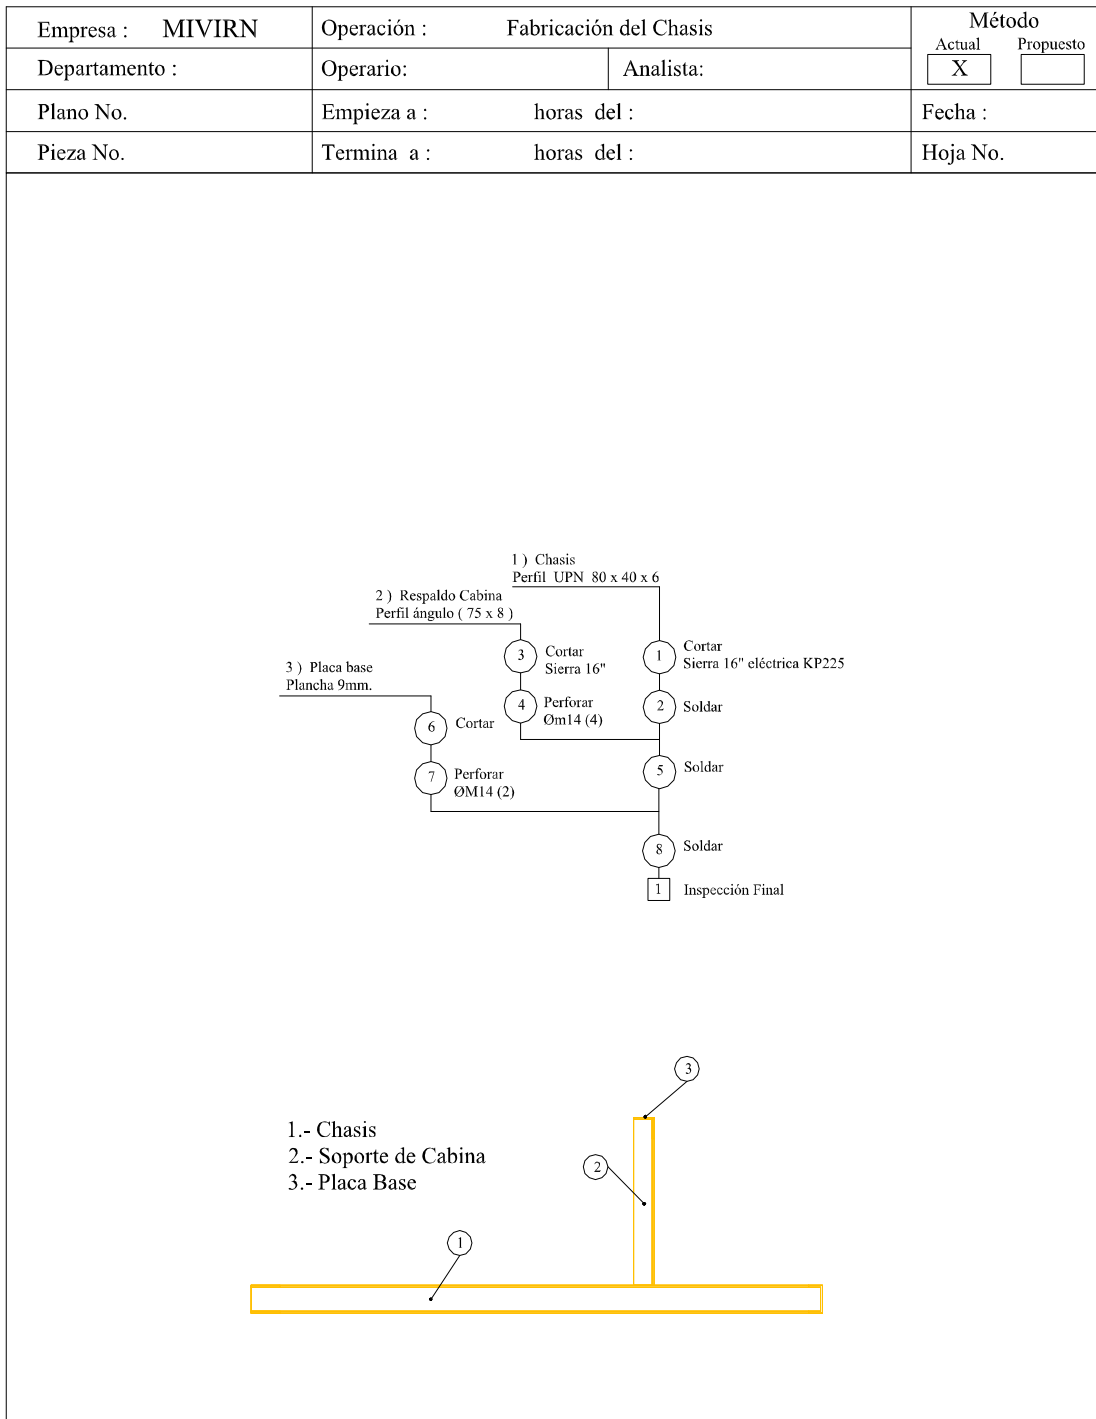 Empresa : MIVIRN
Operación : Fabricación del Chasis
Método
Actual Propuesto
X
Departamento :
Operario:
Analista:
Plano No.
Empieza a : horas del :
Fecha :
Pieza No.
Termina a : horas del :
Hoja No.
1 ) Chasis
Perfil UPN 80 x 40 x 6
2 ) Respaldo Cabina
Perfil ángulo ( 75 x 8 )
3 ) Placa base
Plancha 9mm.
3
Cortar
Sierra 16"
1
Cortar
Sierra 16" eléctrica KP225
4
Perforar
Øm14 (4)
2
Soldar
6
Cortar
7
Perforar
ØM14 (2)
5
Soldar
8
Soldar
1
Inspección Final
3
1.- Chasis
2.- Soporte de Cabina
3.- Placa Base
2
1